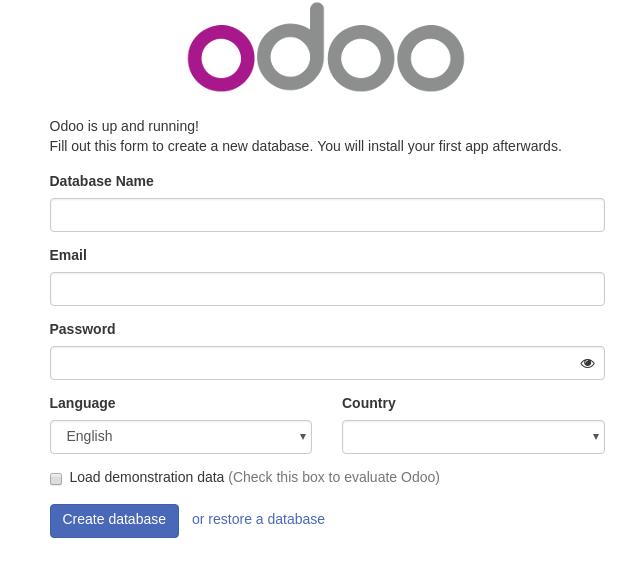 odoo
Odoo is up and running!
Fill out this form to create a new database. You will install your first app afterwards.
Database Name
Email
Password
Language Country
English
Load demonstration data (Check this box to evaluate Odoo)
Create database or restore a database